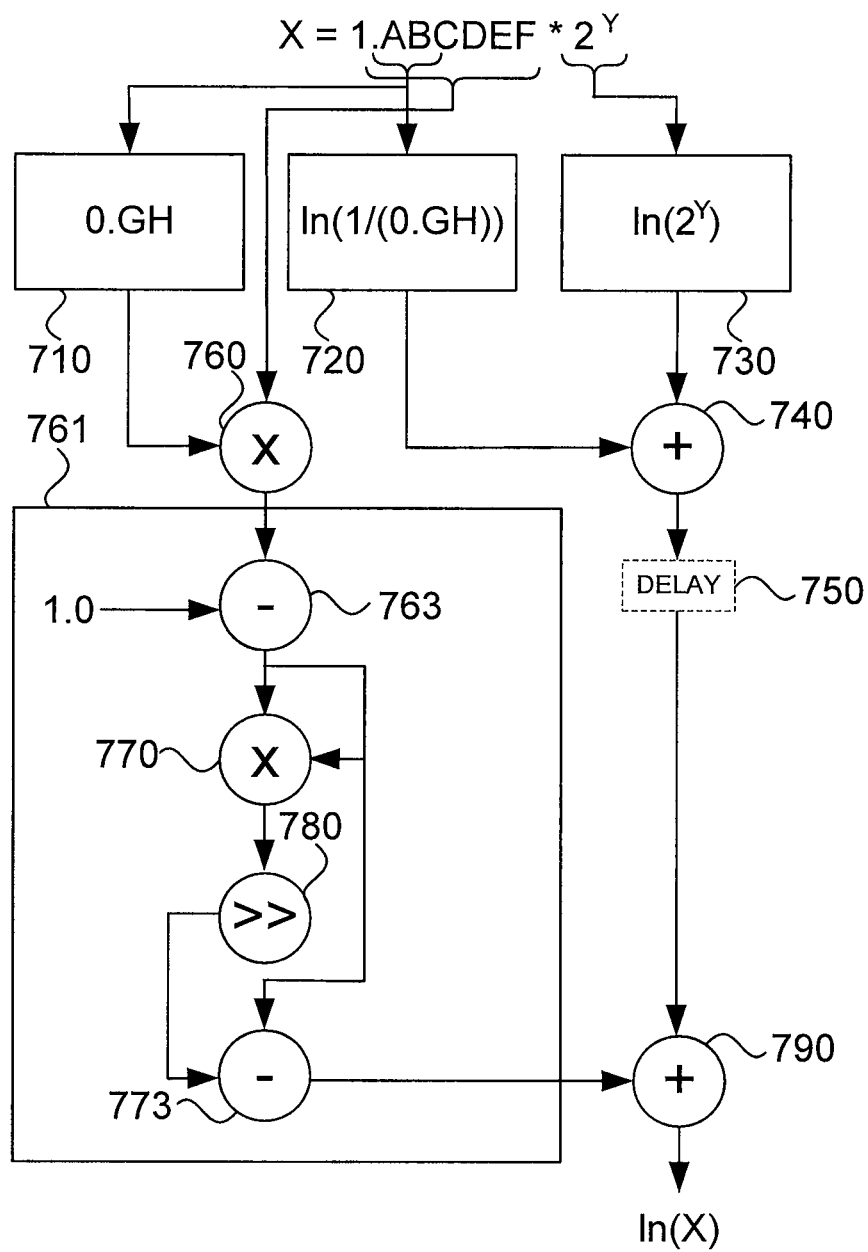 X = 1.ABCDEF * 2^Y
0.GH
ln(1/(0.GH))
ln(2^Y)
710
760
720
730
761
X
+
740
1.0
-
763
DELAY
750
770
X
780
>>
773
-
+
790
ln(X)